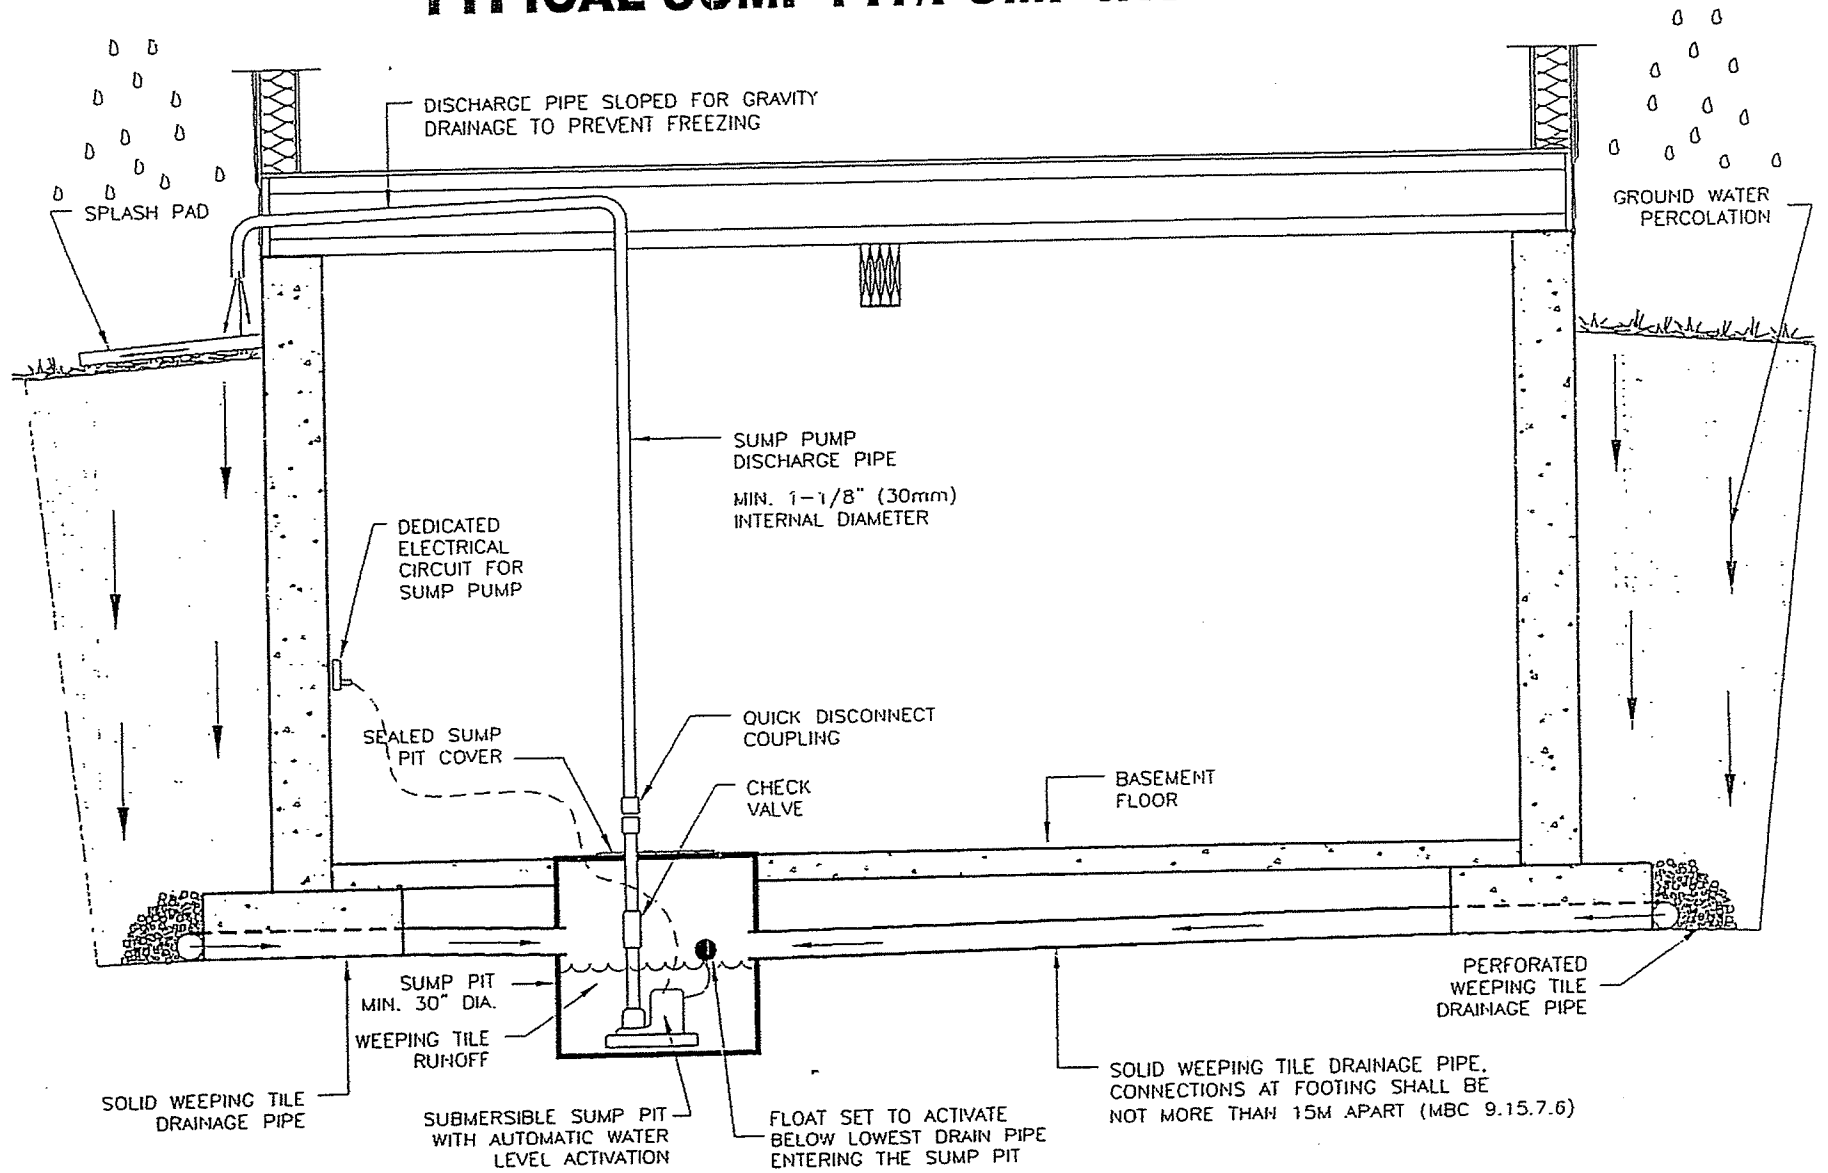 TYPICAL SUMP PIT/PUMP
DISCHARGE PIPE SLOPED FOR GRAVITY
DRAINAGE TO PREVENT FREEZING
SPLASH PAD
GROUND WATER
PERCOLATION
SUMP PUMP
DISCHARGE PIPE
MIN. 1-1/8" (30mm)
INTERNAL DIAMETER
DEDICATED
ELECTRICAL
CIRCUIT FOR
SUMP PUMP
SEALED SUMP
PIT COVER
QUICK DISCONNECT
COUPLING
CHECK
VALVE
BASEMENT
FLOOR
SUMP PIT
MIN. 30" DIA.
WEEPING TILE
RUNOFF
PERFORATED
WEEPING TILE
DRAINAGE PIPE
SOLID WEEPING TILE
DRAINAGE PIPE
SUBMERSIBLE SUMP PIT
WITH AUTOMATIC WATER
LEVEL ACTIVATION
FLOAT SET TO ACTIVATE
BELOW LOWEST DRAIN PIPE
ENTERING THE SUMP PIT
SOLID WEEPING TILE DRAINAGE PIPE.
CONNECTIONS AT FOOTING SHALL BE
NOT MORE THAN 15M APART (MBC 9.15.7.6)